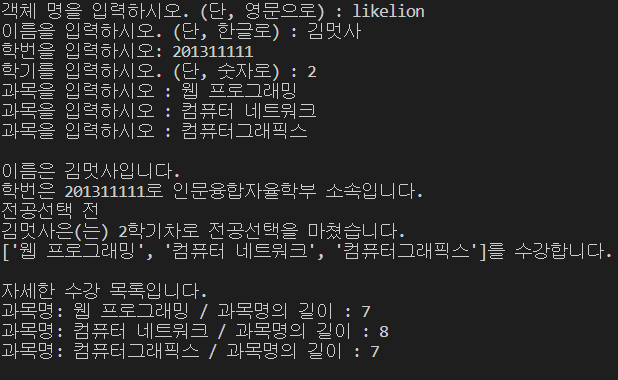 객체 명을 입력하시오. (단, 영문으로) : likelion
이름을 입력하시오. (단, 한글로) : 김멋사
학번을 입력하시오: 201311111
학기를 입력하시오. (단, 숫자로) : 2
과목을 입력하시오 : 웹 프로그래밍
과목을 입력하시오 : 컴퓨터 네트워크
과목을 입력하시오 : 컴퓨터그래픽스
이름은 김멋사입니다.
학번은 201311111로 인문융합자율학부 소속입니다.
전공선택 전
김멋사은(는) 2학기차로 전공선택을 마쳤습니다.
['웹 프로그래밍', '컴퓨터 네트워크', '컴퓨터그래픽스']를 수강합니다.
자세한 수강 목록입니다.
과목명: 웹 프로그래밍 / 과목명의 길이 : 7
과목명: 컴퓨터 네트워크 / 과목명의 길이 : 8
과목명: 컴퓨터그래픽스 / 과목명의 길이 : 7